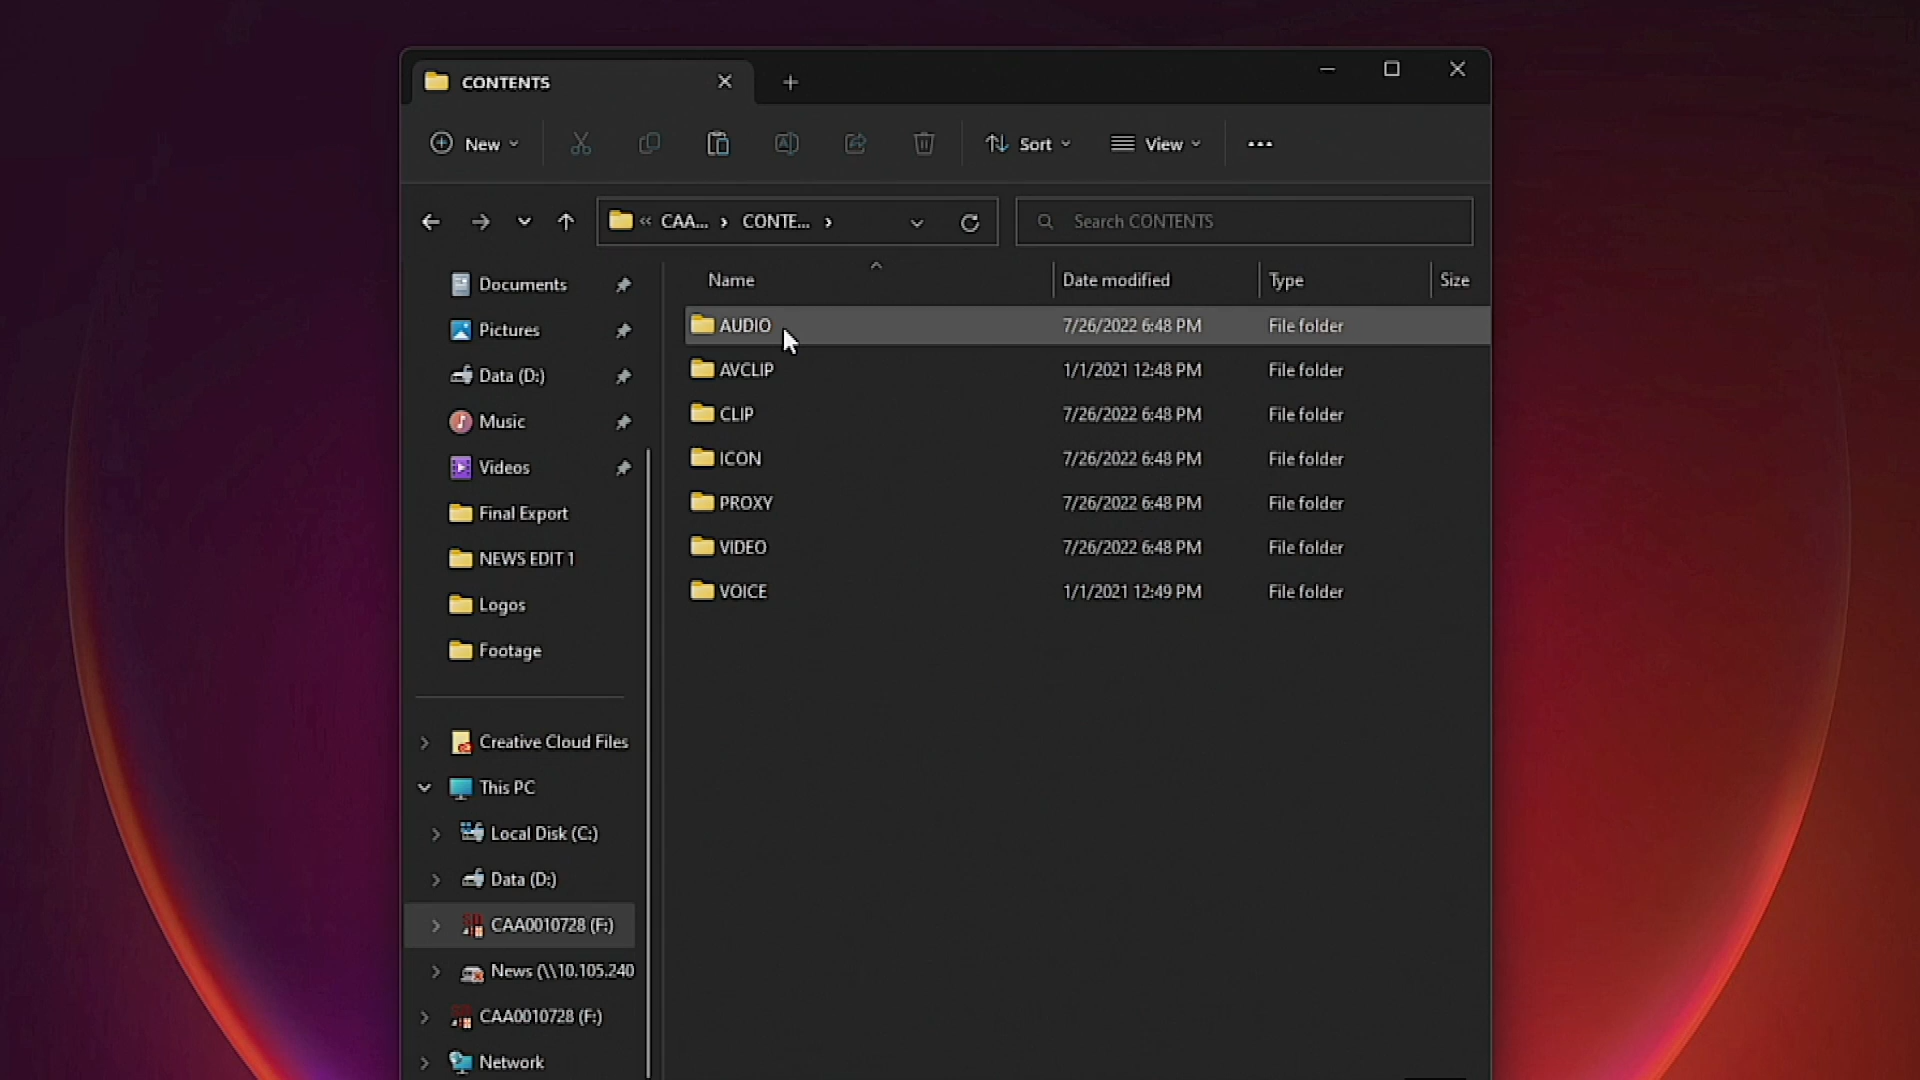 CONTENTS
New
Sort
View
« CAA... › CONTE... ›
Search CONTENTS
Name
Date modified
Type
Size
Documents
Pictures
Data (D:)
Music
Videos
Final Export
NEWS EDIT 1
Logos
Footage
Creative Cloud Files
This PC
Local Disk (C:)
Data (D:)
CAA0010728 (F:)
News (\\10.105.240
CAA0010728 (F:)
Network
AUDIO 7/26/2022 6:48 PM File folder
AVCLIP 1/1/2021 12:48 PM File folder
CLIP 7/26/2022 6:48 PM File folder
ICON 7/26/2022 6:48 PM File folder
PROXY 7/26/2022 6:48 PM File folder
VIDEO 7/26/2022 6:48 PM File folder
VOICE 1/1/2021 12:49 PM File folder